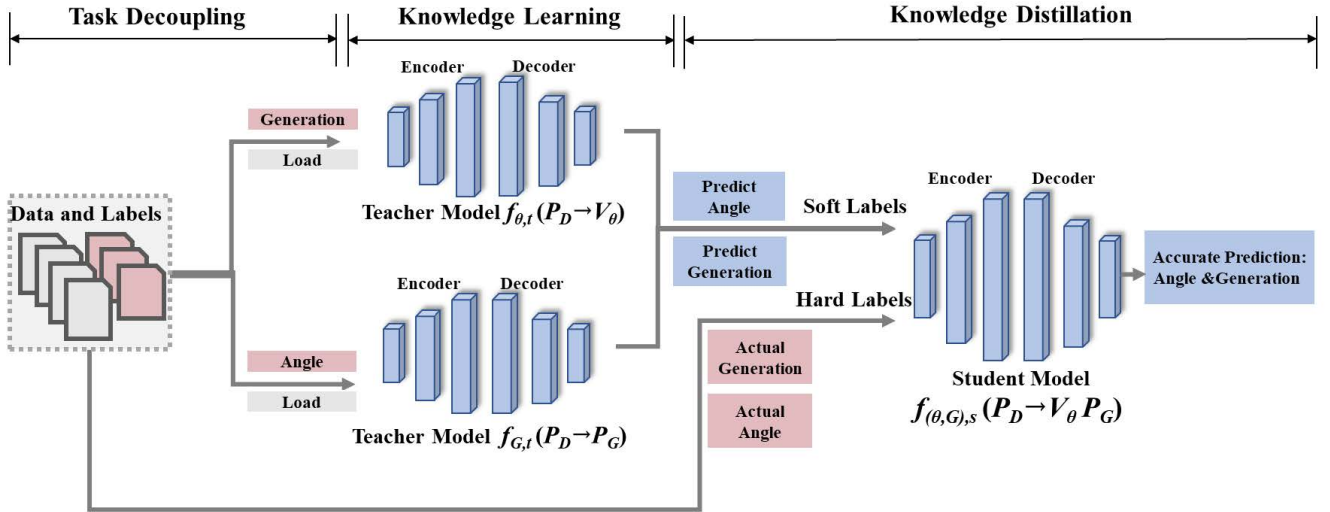 Task Decoupling
Knowledge Learning
Knowledge Distillation
Encoder
Decoder
Generation
Load
Teacher Model f_{θ,t} (P_D→V_θ)
Data and Labels
Encoder
Decoder
Angle
Load
Teacher Model f_{G,t} (P_D→P_G)
Predict
Angle
Predict
Generation
Soft Labels
Hard Labels
Actual
Generation
Actual
Angle
Encoder
Decoder
Student Model
f_{(θ,G),s} (P_D→V_θ P_G)
Accurate Prediction:
Angle &Generation